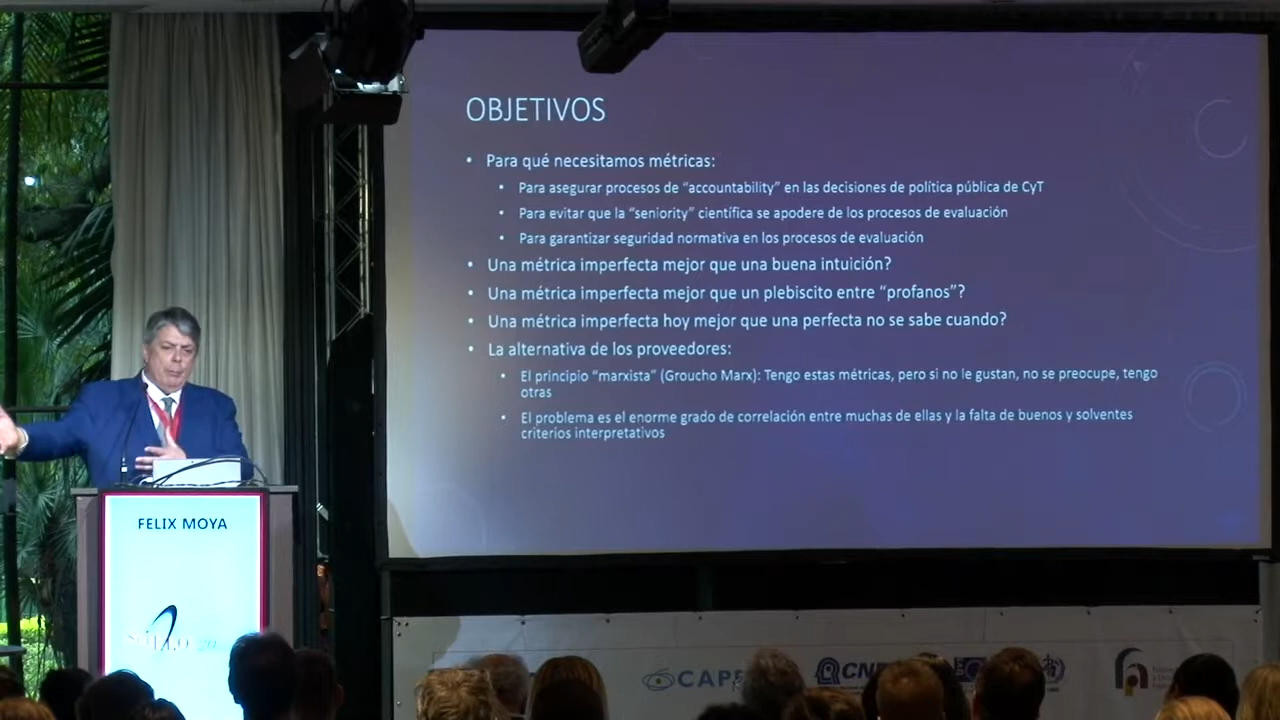 OBJETIVOS
• Para qué necesitamos métricas:
• Para asegurar procesos de “accountability” en las decisiones de política pública de CyT
• Para evitar que la “seniority” científica se apodere de los procesos de evaluación
• Para garantizar seguridad normativa en los procesos de evaluación
• Una métrica imperfecta mejor que una buena intuición?
• Una métrica imperfecta mejor que un plebiscito entre “profanos”?
• Una métrica imperfecta hoy mejor que una perfecta no se sabe cuando?
• La alternativa de los proveedores:
• El principio “marxista” (Groucho Marx): Tengo estas métricas, pero si no le gustan, no se preocupe, tengo
otras
• El problema es el enorme grado de correlación entre muchas de ellas y la falta de buenos y solventes
criterios interpretativos
FELIX MOYA